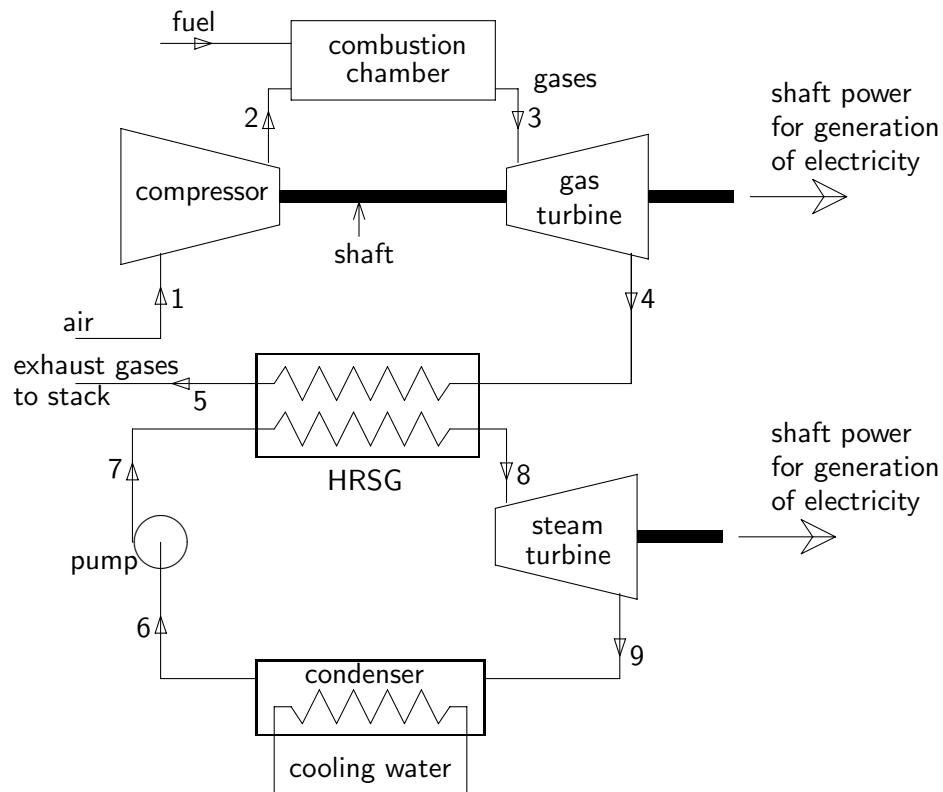 fuel
combustion
chamber
gases
2
3
shaft power
for generation
of electricity
compressor
gas
turbine
shaft
1
4
air
exhaust gases
to stack
5
7
HRSG
8
shaft power
for generation
of electricity
steam
turbine
pump
6
9
condenser
cooling water